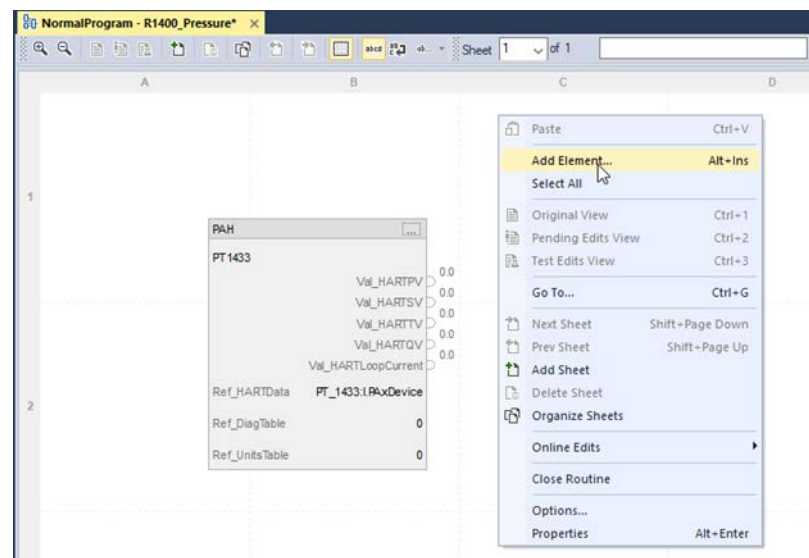 NormalProgram - R1400_Pressure* ×
abcd ab... Sheet 1 of 1
A B C D
Paste Ctrl+V
Add Element... Alt+Ins
Select All
1
Original View Ctrl+1
PAH ...
Pending Edits View Ctrl+2
PT1433
Test Edits View Ctrl+3
Val_HARTPV 0.0
Val_HARTSV 0.0
Go To... Ctrl+G
Val_HARTTV 0.0
Next Sheet Shift+Page Down
Val_HARTQV 0.0
Prev Sheet Shift+Page Up
Val_HARTLoopCurrent 0.0
Add Sheet
Ref_HARTData PT_1433:I.PAxDevice
Delete Sheet
2
Organize Sheets
Ref_DiagTable 0
Online Edits
Ref_UnitsTable 0
Close Routine
Options...
Properties Alt+Enter